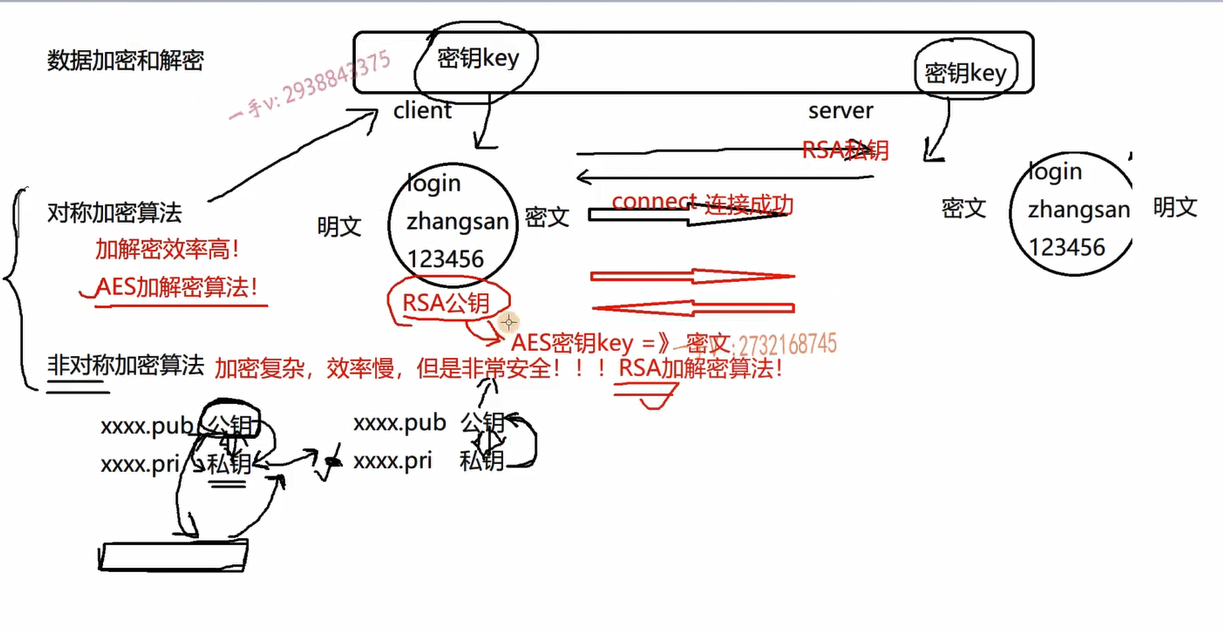 数据加密和解密
密钥key
密钥key
一手v: 2938843375
client
server
RSA私钥
login
zhangsan
123456
明文
密文
connect 连接成功
密文
login
zhangsan
123456
明文
对称加密算法
加解密效率高!
AES加解密算法!
RSA公钥
AES密钥key =》 密文
:2732168745
非对称加密算法 加密复杂，效率慢，但是非常安全!!! RSA加解密算法!
xxxx.pub 公钥
xxxx.pri 私钥
xxxx.pub 公钥
xxxx.pri 私钥